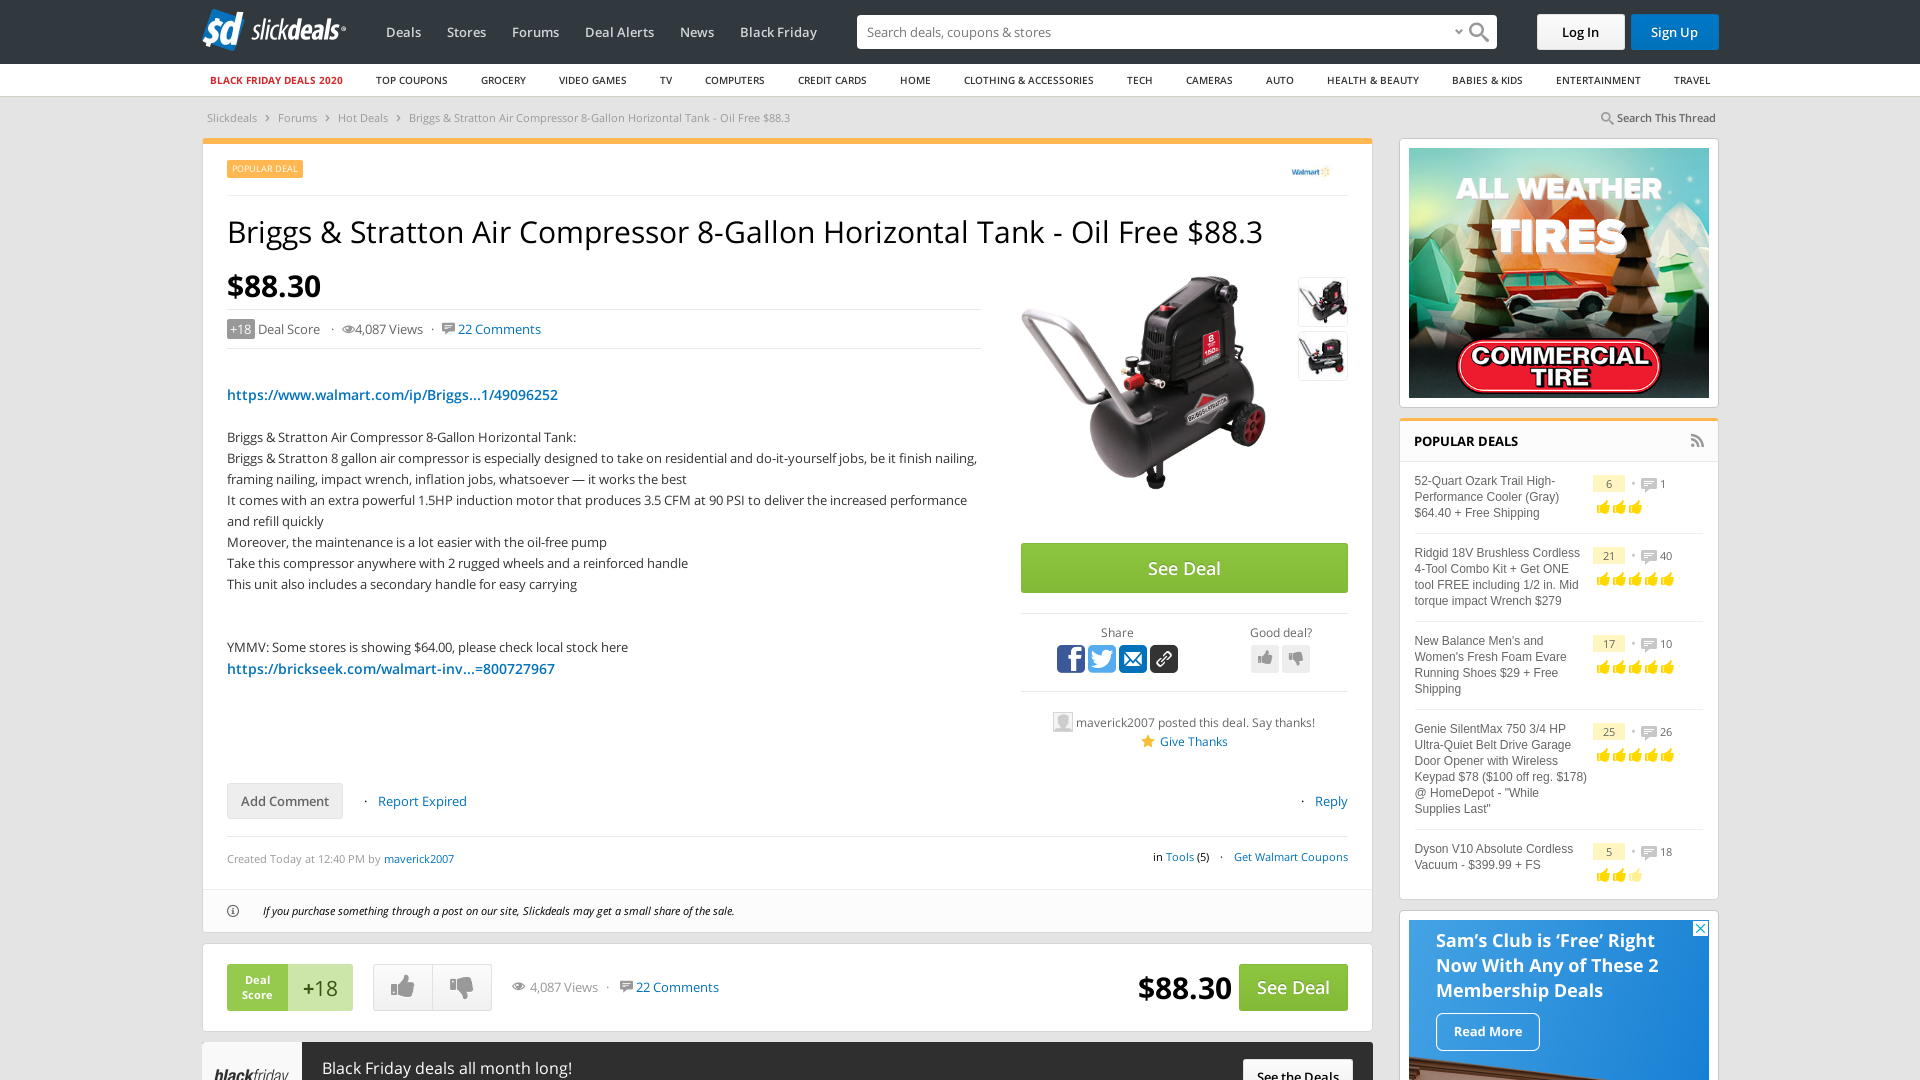 slickdeals
Deals
Stores
Forums
Deal Alerts
News
Black Friday
Search deals, coupons & stores
Log In
Sign Up
BLACK FRIDAY DEALS 2020
TOP COUPONS
GROCERY
VIDEO GAMES
TV
COMPUTERS
CREDIT CARDS
HOME
CLOTHING & ACCESSORIES
TECH
CAMERAS
AUTO
HEALTH & BEAUTY
BABIES & KIDS
ENTERTAINMENT
TRAVEL
Slickdeals › Forums › Hot Deals › Briggs & Stratton Air Compressor 8-Gallon Horizontal Tank - Oil Free $88.3
Search This Thread
POPULAR DEAL
Walmart
Briggs & Stratton Air Compressor 8-Gallon Horizontal Tank - Oil Free $88.3
$88.30
+18 Deal Score · 4,087 Views · 22 Comments
https://www.walmart.com/ip/Briggs...1/49096252
Briggs & Stratton Air Compressor 8-Gallon Horizontal Tank:
Briggs & Stratton 8 gallon air compressor is especially designed to take on residential and do-it-yourself jobs, be it finish nailing,
framing nailing, impact wrench, inflation jobs, whatsoever — it works the best
It comes with an extra powerful 1.5HP induction motor that produces 3.5 CFM at 90 PSI to deliver the increased performance
and refill quickly
Moreover, the maintenance is a lot easier with the oil-free pump
Take this compressor anywhere with 2 rugged wheels and a reinforced handle
This unit also includes a secondary handle for easy carrying
YMMV: Some stores is showing $64.00, please check local stock here
https://brickseek.com/walmart-inv...=800727967
See Deal
Share
Good deal?
maverick2007 posted this deal. Say thanks!
Give Thanks
Add Comment
· Report Expired
· Reply
Created Today at 12:40 PM by maverick2007
in Tools (5) · Get Walmart Coupons
If you purchase something through a post on our site, Slickdeals may get a small share of the sale.
Deal
Score
+18
4,087 Views · 22 Comments
$88.30
See Deal
blackfriday
Black Friday deals all month long!
See the Deals
ALL WEATHER
TIRES
COMMERCIAL
TIRE
POPULAR DEALS
52-Quart Ozark Trail High-
Performance Cooler (Gray)
$64.40 + Free Shipping
6 • 1
Ridgid 18V Brushless Cordless
4-Tool Combo Kit + Get ONE
tool FREE including 1/2 in. Mid
torque impact Wrench $279
21 • 40
New Balance Men's and
Women's Fresh Foam Evare
Running Shoes $29 + Free
Shipping
17 • 10
Genie SilentMax 750 3/4 HP
Ultra-Quiet Belt Drive Garage
Door Opener with Wireless
Keypad $78 ($100 off reg. $178)
@ HomeDepot - "While
Supplies Last"
25 • 26
Dyson V10 Absolute Cordless
Vacuum - $399.99 + FS
5 • 18
Sam's Club is 'Free' Right
Now With Any of These 2
Membership Deals
Read More